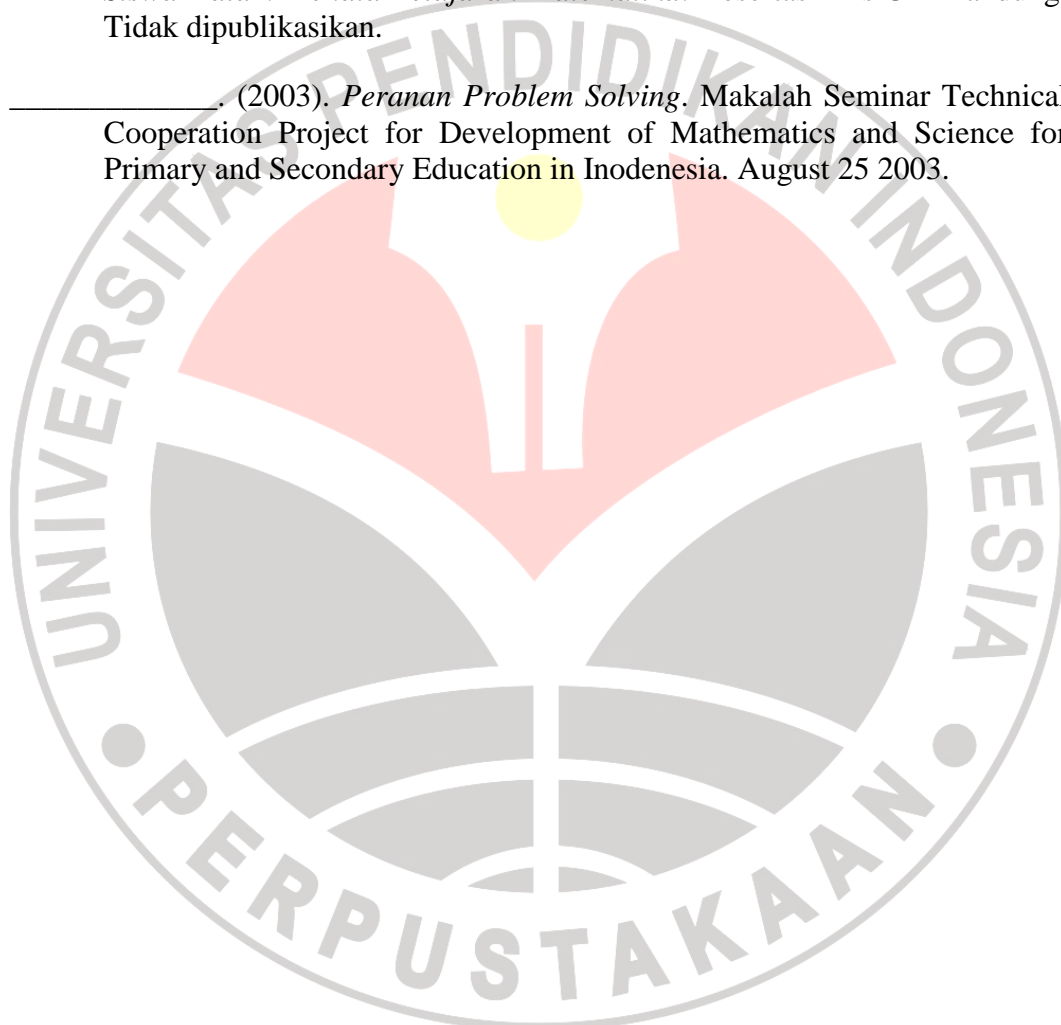 Tidak dipublikasikan.
_____________. (2003). Peranan Problem Solving. Makalah Seminar Technical
Cooperation Project for Development of Mathematics and Science for
Primary and Secondary Education in Inodenesia. August 25 2003.
UNIVERSITAS PENDIDIKAN INDONESIA
PERPUSTAKAAN